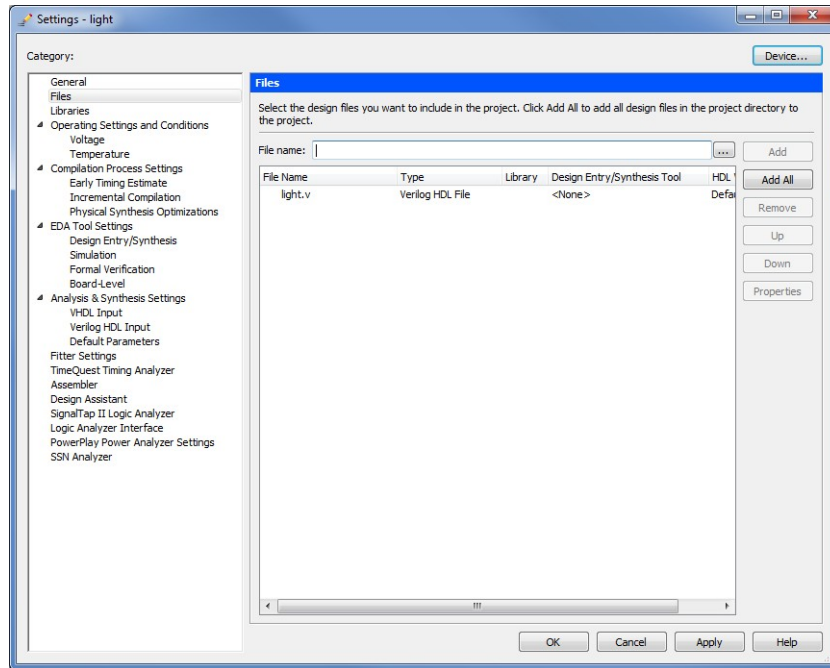 Settings - light
Category:
Device...
General
Files
Libraries
Operating Settings and Conditions
Voltage
Temperature
Compilation Process Settings
Early Timing Estimate
Incremental Compilation
Physical Synthesis Optimizations
EDA Tool Settings
Design Entry/Synthesis
Simulation
Formal Verification
Board-Level
Analysis & Synthesis Settings
VHDL Input
Verilog HDL Input
Default Parameters
Fitter Settings
TimeQuest Timing Analyzer
Assembler
Design Assistant
SignalTap II Logic Analyzer
Logic Analyzer Interface
PowerPlay Power Analyzer Settings
SSN Analyzer
Files
Select the design files you want to include in the project. Click Add All to add all design files in the project directory to
the project.
File name: ... Add
File Name Type Library Design Entry/Synthesis Tool HDL
light.v Verilog HDL File <None> Defau
Add All
Remove
Up
Down
Properties
OK Cancel Apply Help